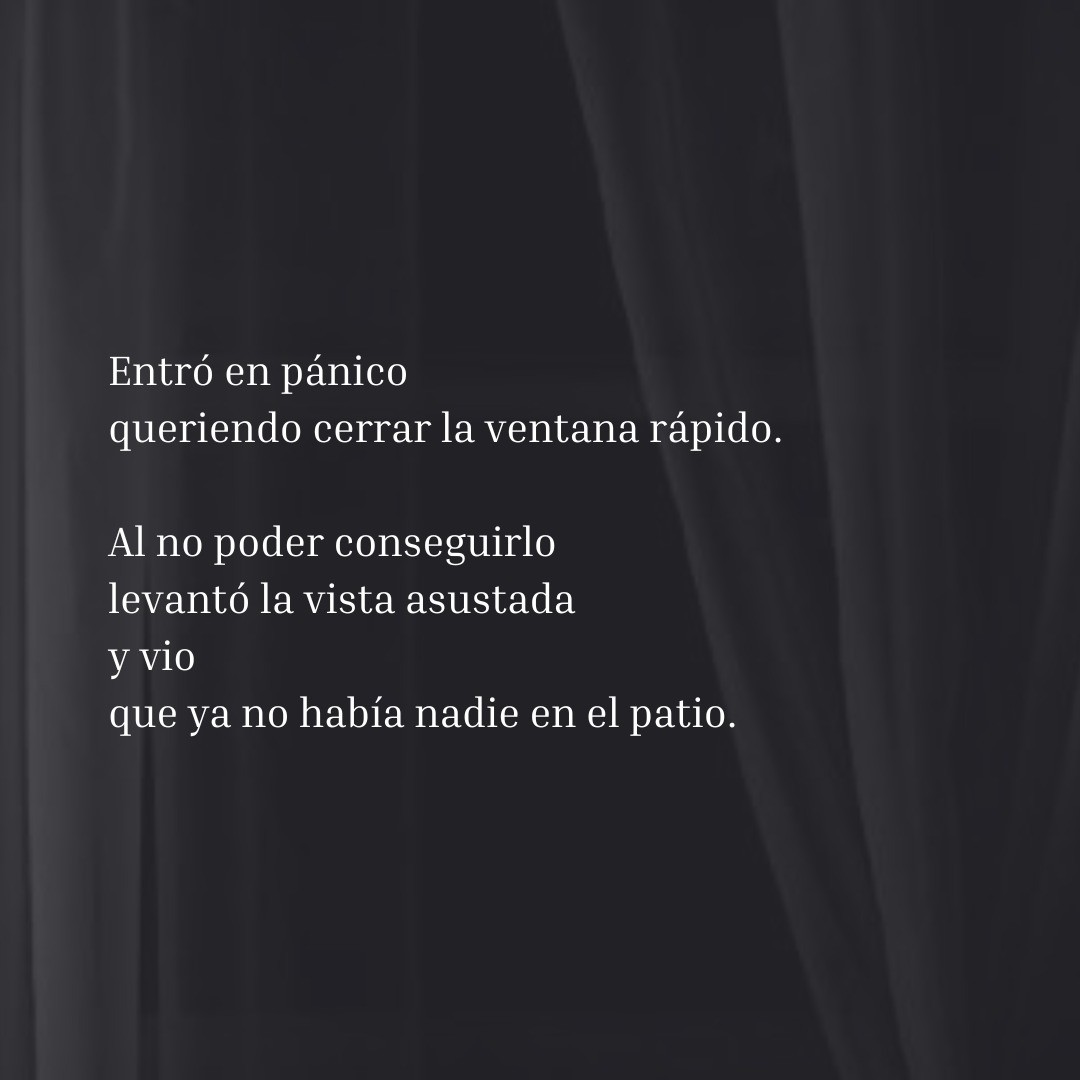 Entró en pánico
queriendo cerrar la ventana rápido.
Al no poder conseguirlo
levantó la vista asustada
y vio
que ya no había nadie en el patio.